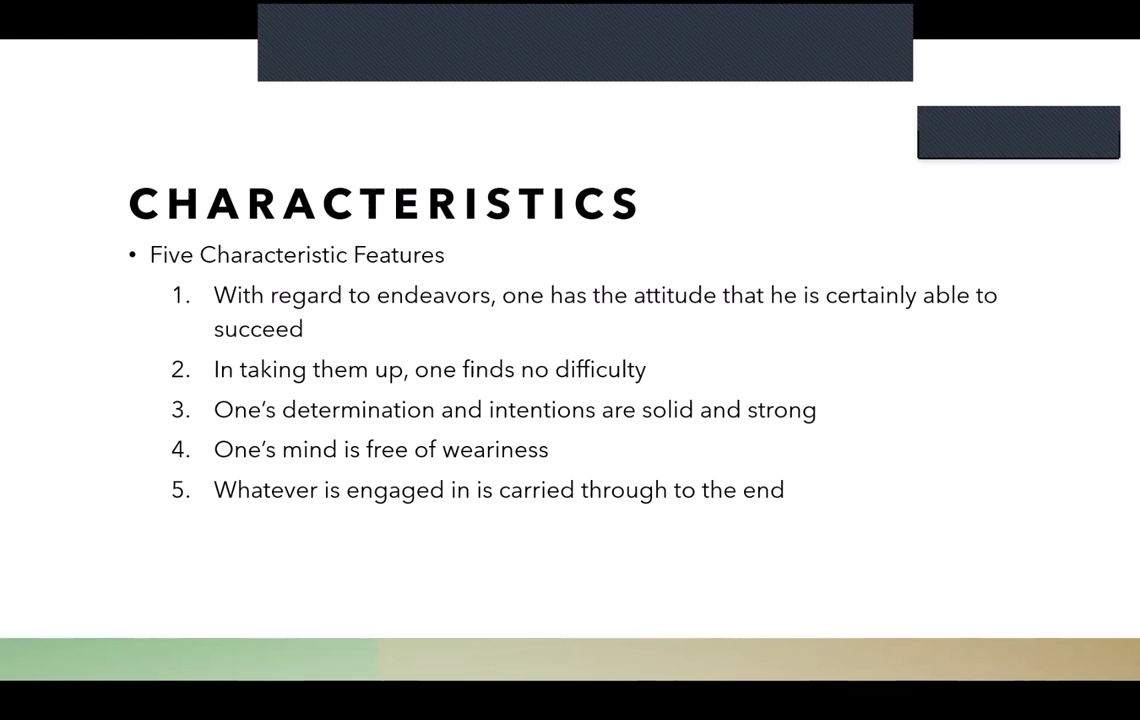 CHARACTERISTICS
• Five Characteristic Features
1. With regard to endeavors, one has the attitude that he is certainly able to
succeed
2. In taking them up, one finds no difficulty
3. One’s determination and intentions are solid and strong
4. One’s mind is free of weariness
5. Whatever is engaged in is carried through to the end